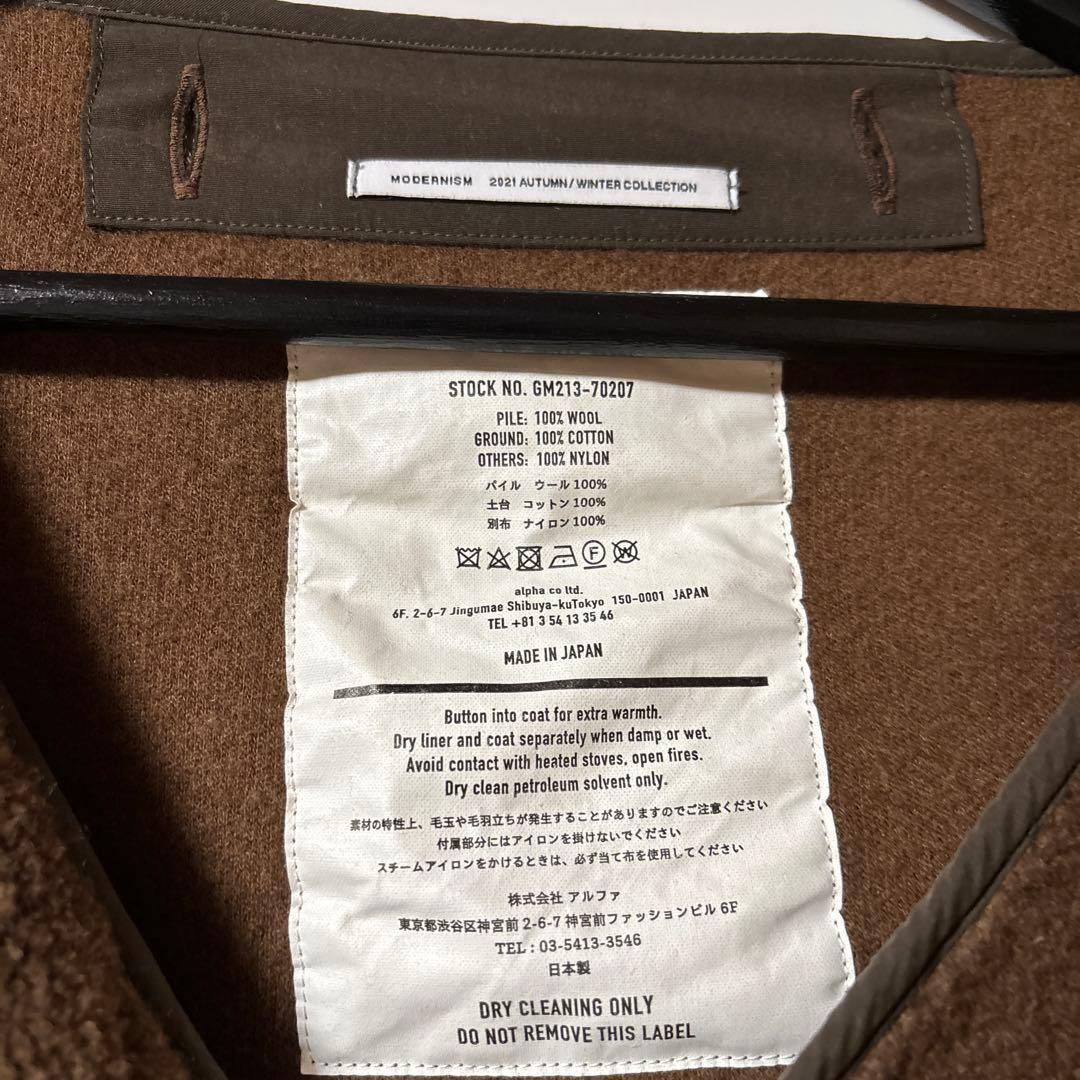 MODERNISM 2021 AUTUMN/WINTER COLLECTION
STOCK NO. GM213-70207
PILE: 100% WOOL
GROUND: 100% COTTON
OTHERS: 100% NYLON
パイル ウール 100%
土台 コットン 100%
別布 ナイロン 100%
alpha co ltd.
6F. 2-6-7 Jingumae Shibuya-kuTokyo 150-0001 JAPAN
TEL +81 3 54 13 35 46
MADE IN JAPAN
Button into coat for extra warmth.
Dry liner and coat separately when damp or wet.
Avoid contact with heated stoves, open fires.
Dry clean petroleum solvent only.
素材の特性上、毛玉や毛羽立ちが発生することがありますのでご注意ください
付属部分にはアイロンを掛けないでください
スチームアイロンをかけるときは、必ず当て布を使用してください
株式会社 アルファ
東京都渋谷区神宮前 2-6-7 神宮前ファッションビル 6F
TEL : 03-5413-3546
日本製
DRY CLEANING ONLY
DO NOT REMOVE THIS LABEL